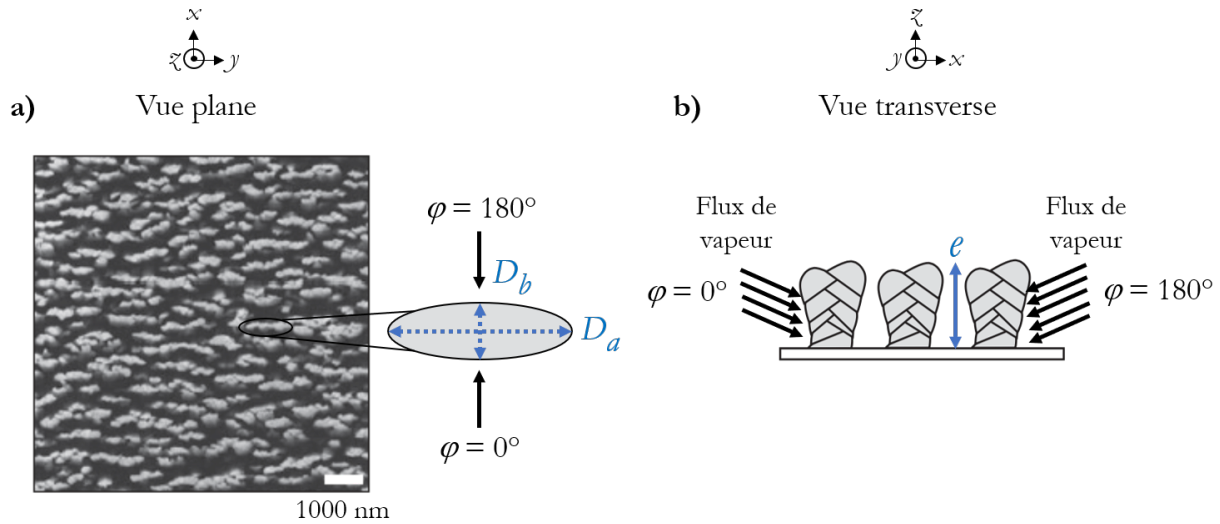 x
z y
a) Vue plane
φ = 180°
D_b
D_a
φ = 0°
1000 nm
z
y x
b) Vue transverse
Flux de
vapeur
φ = 0°
e
Flux de
vapeur
φ = 180°